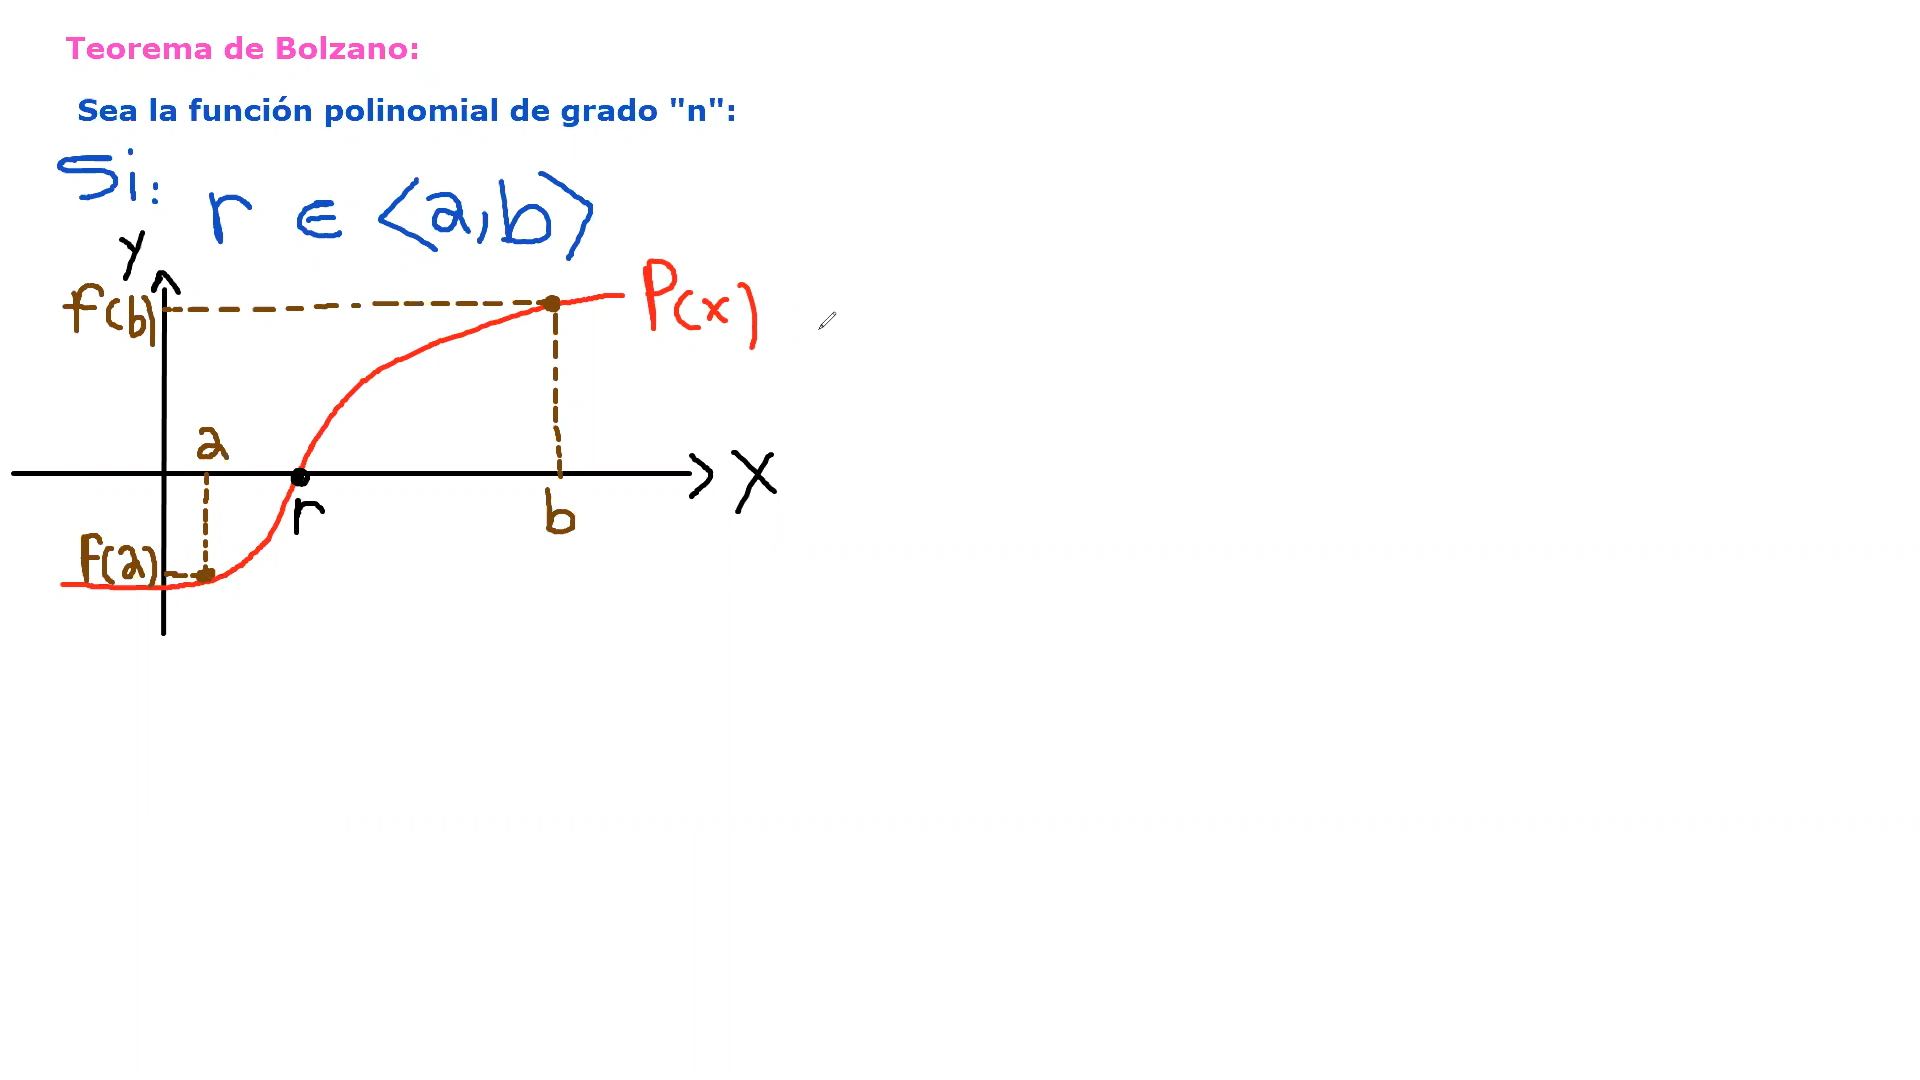 Teorema de Bolzano:
Sea la función polinomial de grado "n":
Si:
r ∈ <a,b>
y
f(b)
P(x)
a
X
r
b
F(a)